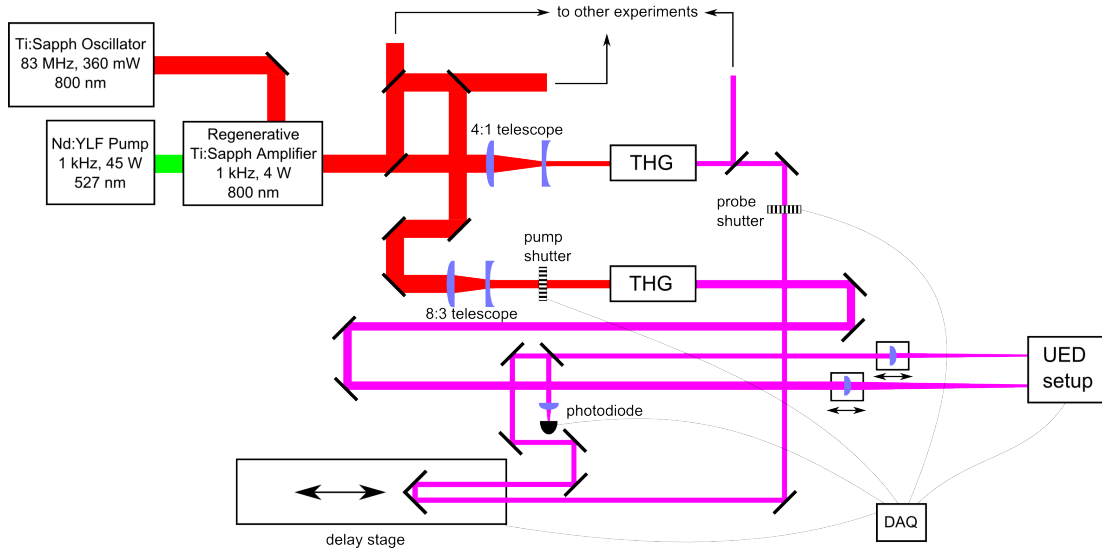 to other experiments
Ti:Sapph Oscillator
83 MHz, 360 mW
800 nm
Nd:YLF Pump
1 kHz, 45 W
527 nm
Regenerative
Ti:Sapph Amplifier
1 kHz, 4 W
800 nm
4:1 telescope
THG
probe
shutter
pump
shutter
THG
8:3 telescope
UED
setup
photodiode
DAQ
delay stage